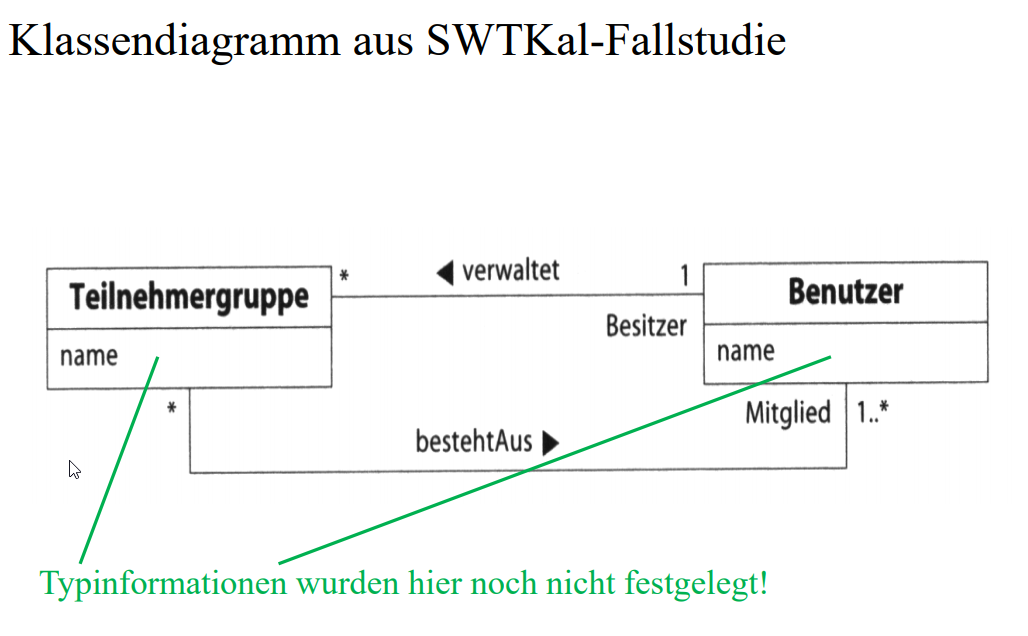 Klassendiagramm aus SWTKal-Fallstudie
* ◀ verwaltet 1
Teilnehmergruppe
Benutzer
Besitzer
name
name
*
Mitglied 1..*
bestehtAus ▶
Typinformationen wurden hier noch nicht festgelegt!